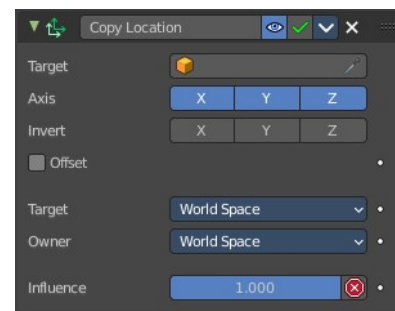 Copy Location
Target
Axis X Y Z
Invert X Y Z
Offset
Target World Space
Owner World Space
Influence 1.000